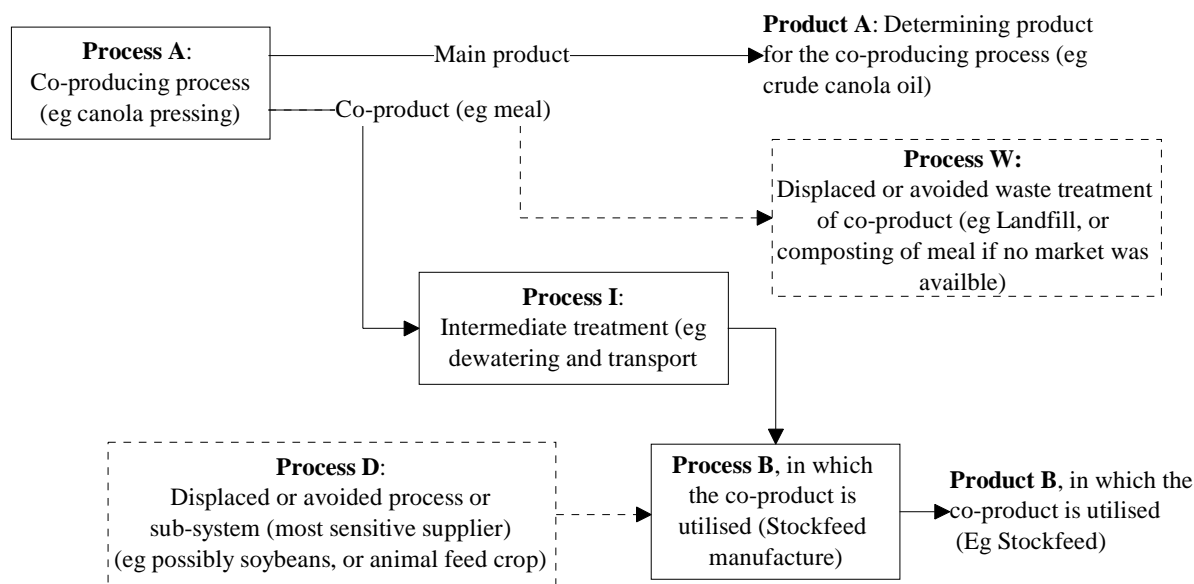 Process A:
Co-producing process
(eg canola pressing)
Main product
Product A: Determining product
for the co-producing process (eg
crude canola oil)
Co-product (eg meal)
Process W:
Displaced or avoided waste treatment
of co-product (eg Landfill, or
composting of meal if no market was
availble)
Process I:
Intermediate treatment (eg
dewatering and transport
Process D:
Displaced or avoided process or
sub-system (most sensitive supplier)
(eg possibly soybeans, or animal feed crop)
Process B, in which
the co-product is
utilised (Stockfeed
manufacture)
Product B, in which the
co-product is utilised
(Eg Stockfeed)